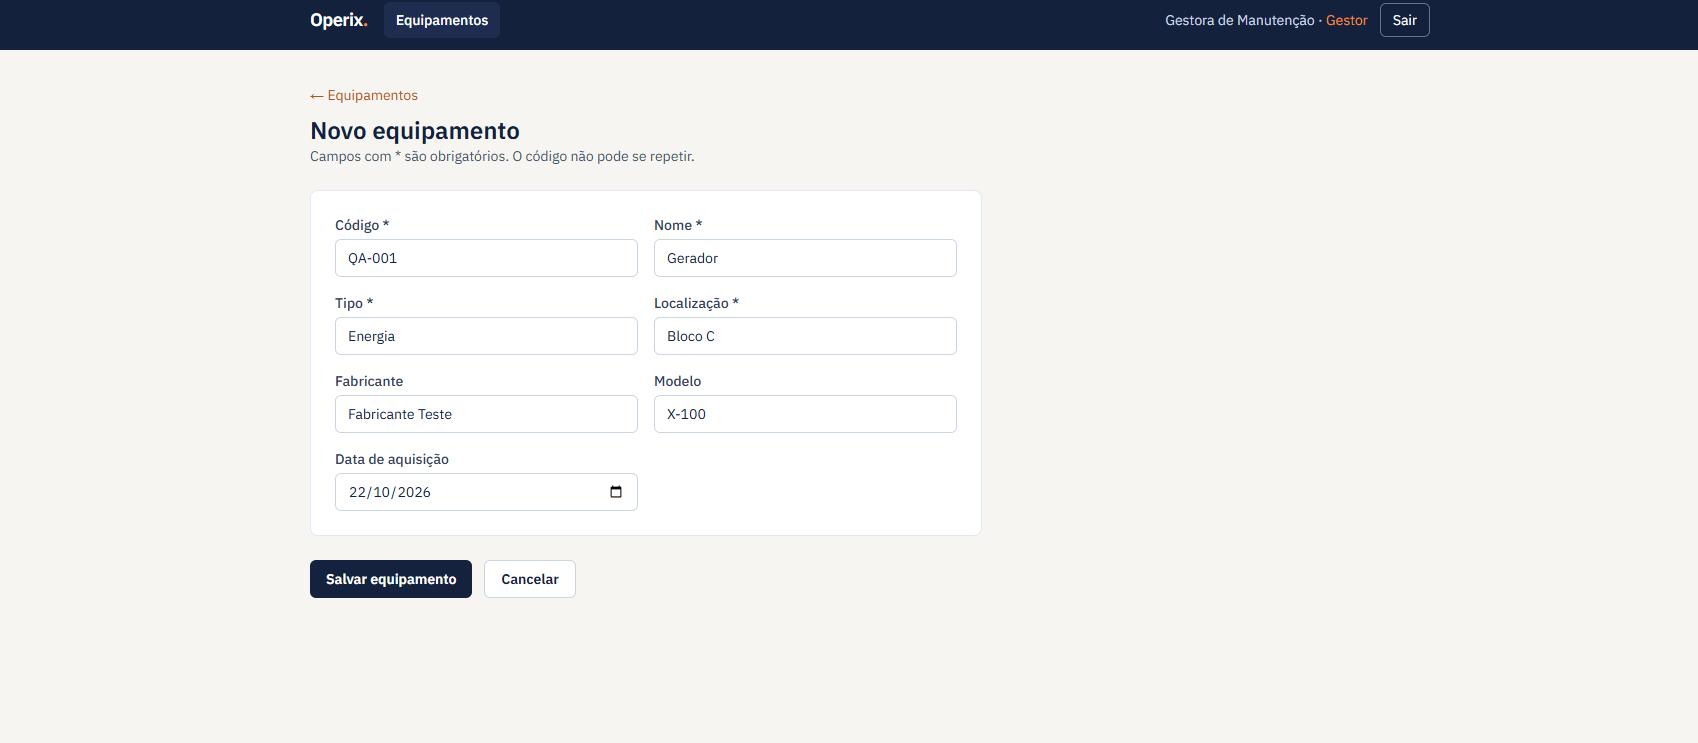 Operix. Equipamentos Gestora de Manutenção · Gestor Sair
← Equipamentos
Novo equipamento
Campos com * são obrigatórios. O código não pode se repetir.
Código * Nome *
QA-001 Gerador
Tipo * Localização *
Energia Bloco C
Fabricante Modelo
Fabricante Teste X-100
Data de aquisição
22/10/2026
Salvar equipamento Cancelar